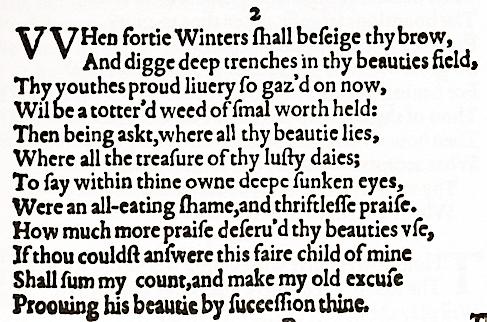 2
VVHen fortie Winters ſhall beſeige thy brow,
And digge deep trenches in thy beauties field,
Thy youthes proud liuery ſo gaz'd on now,
Wil be a totter'd weed of ſmal worth held:
Then being askt,where all thy beautie lies,
Where all the treaſure of thy luſty daies;
To ſay within thine owne deepe ſunken eyes,
Were an all-eating ſhame,and thriftleſſe praiſe.
How much more praiſe deſeru'd thy beauties vſe,
If thou couldſt anſwere this faire child of mine
Shall ſum my count,and make my old excuſe
Proouing his beautie by ſucceſſion thine.